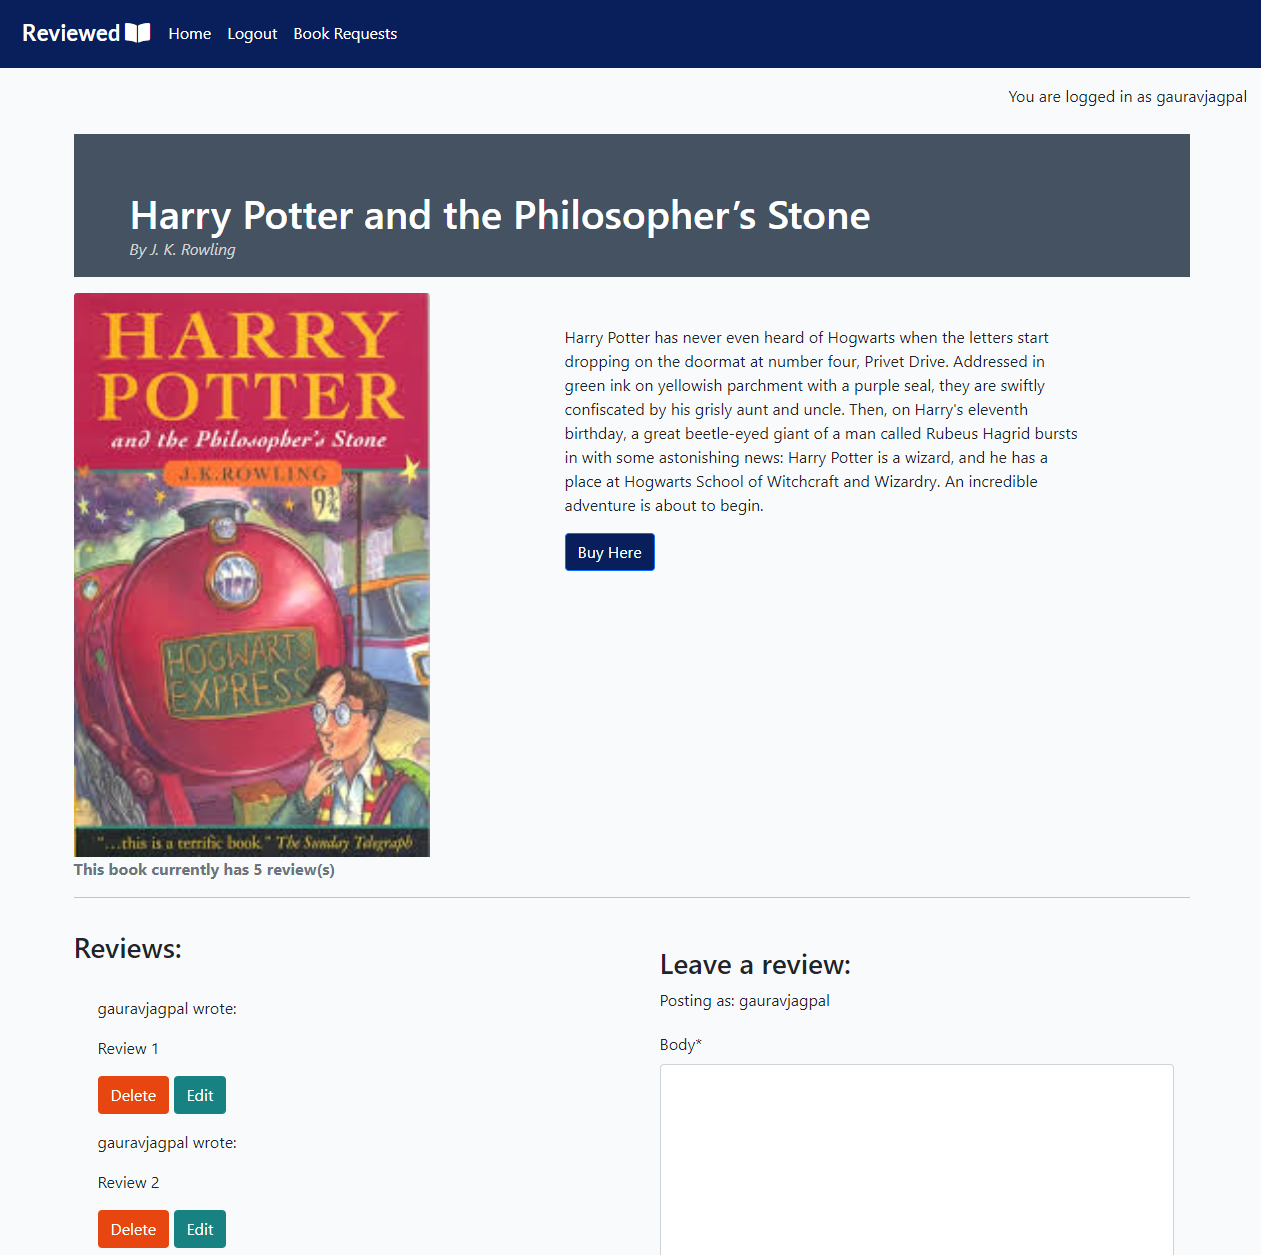 Reviewed
Home Logout Book Requests
You are logged in as gauravjagpal
Harry Potter and the Philosopher’s Stone
By J. K. Rowling
HARRY
POTTER
and the Philosopher's Stone
J.K.ROWLING
9¾
HOGWARTS
EXPRESS
"...this is a terrific book." The Sunday Telegraph
Harry Potter has never even heard of Hogwarts when the letters start
dropping on the doormat at number four, Privet Drive. Addressed in
green ink on yellowish parchment with a purple seal, they are swiftly
confiscated by his grisly aunt and uncle. Then, on Harry's eleventh
birthday, a great beetle-eyed giant of a man called Rubeus Hagrid bursts
in with some astonishing news: Harry Potter is a wizard, and he has a
place at Hogwarts School of Witchcraft and Wizardry. An incredible
adventure is about to begin.
Buy Here
This book currently has 5 review(s)
Reviews:
gauravjagpal wrote:
Review 1
Delete Edit
gauravjagpal wrote:
Review 2
Delete Edit
Leave a review:
Posting as: gauravjagpal
Body*